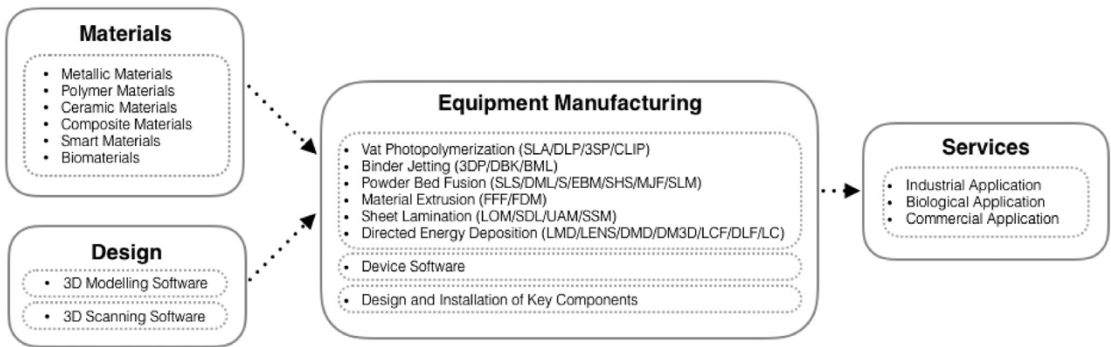 Materials
• Metallic Materials
• Polymer Materials
• Ceramic Materials
• Composite Materials
• Smart Materials
• Biomaterials
Design
• 3D Modelling Software
• 3D Scanning Software
Equipment Manufacturing
• Vat Photopolymerization (SLA/DLP/3SP/CLIP)
• Binder Jetting (3DP/DBK/BML)
• Powder Bed Fusion (SLS/DML/S/EBM/SHS/MJF/SLM)
• Material Extrusion (FFF/FDM)
• Sheet Lamination (LOM/SDL/UAM/SSM)
• Directed Energy Deposition (LMD/LENS/DMD/DM3D/LCF/DLF/LC)
• Device Software
• Design and Installation of Key Components
Services
• Industrial Application
• Biological Application
• Commercial Application